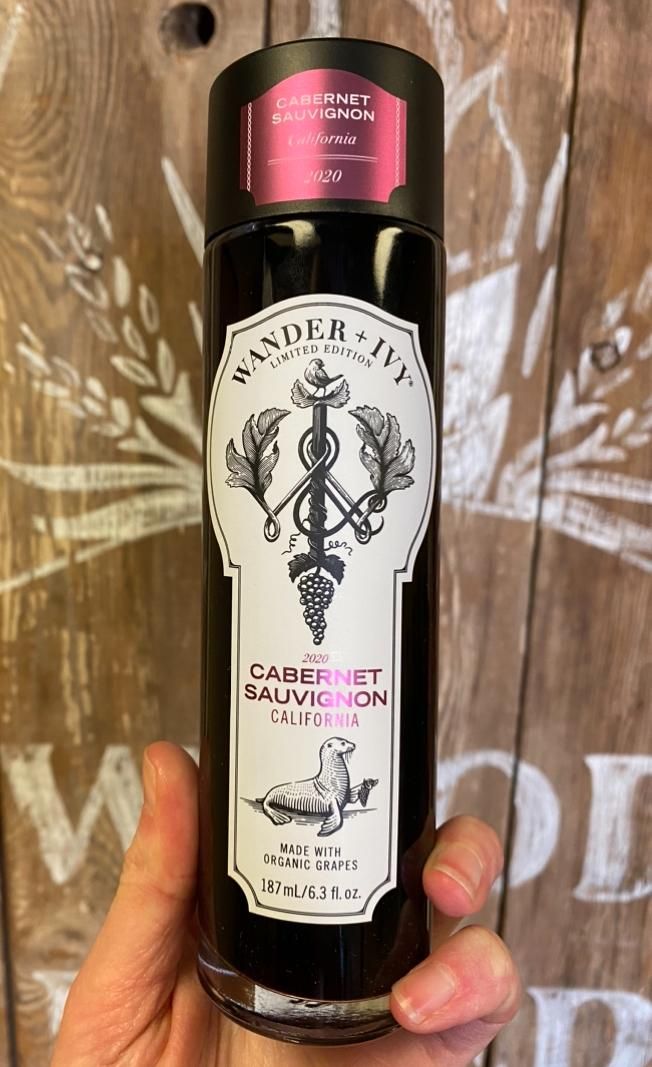 CABERNET
SAUVIGNON
California
2020
WANDER + IVY®
LIMITED EDITION
2020
CABERNET
SAUVIGNON
CALIFORNIA
MADE WITH
ORGANIC GRAPES
187 mL/6.3 fl. oz.